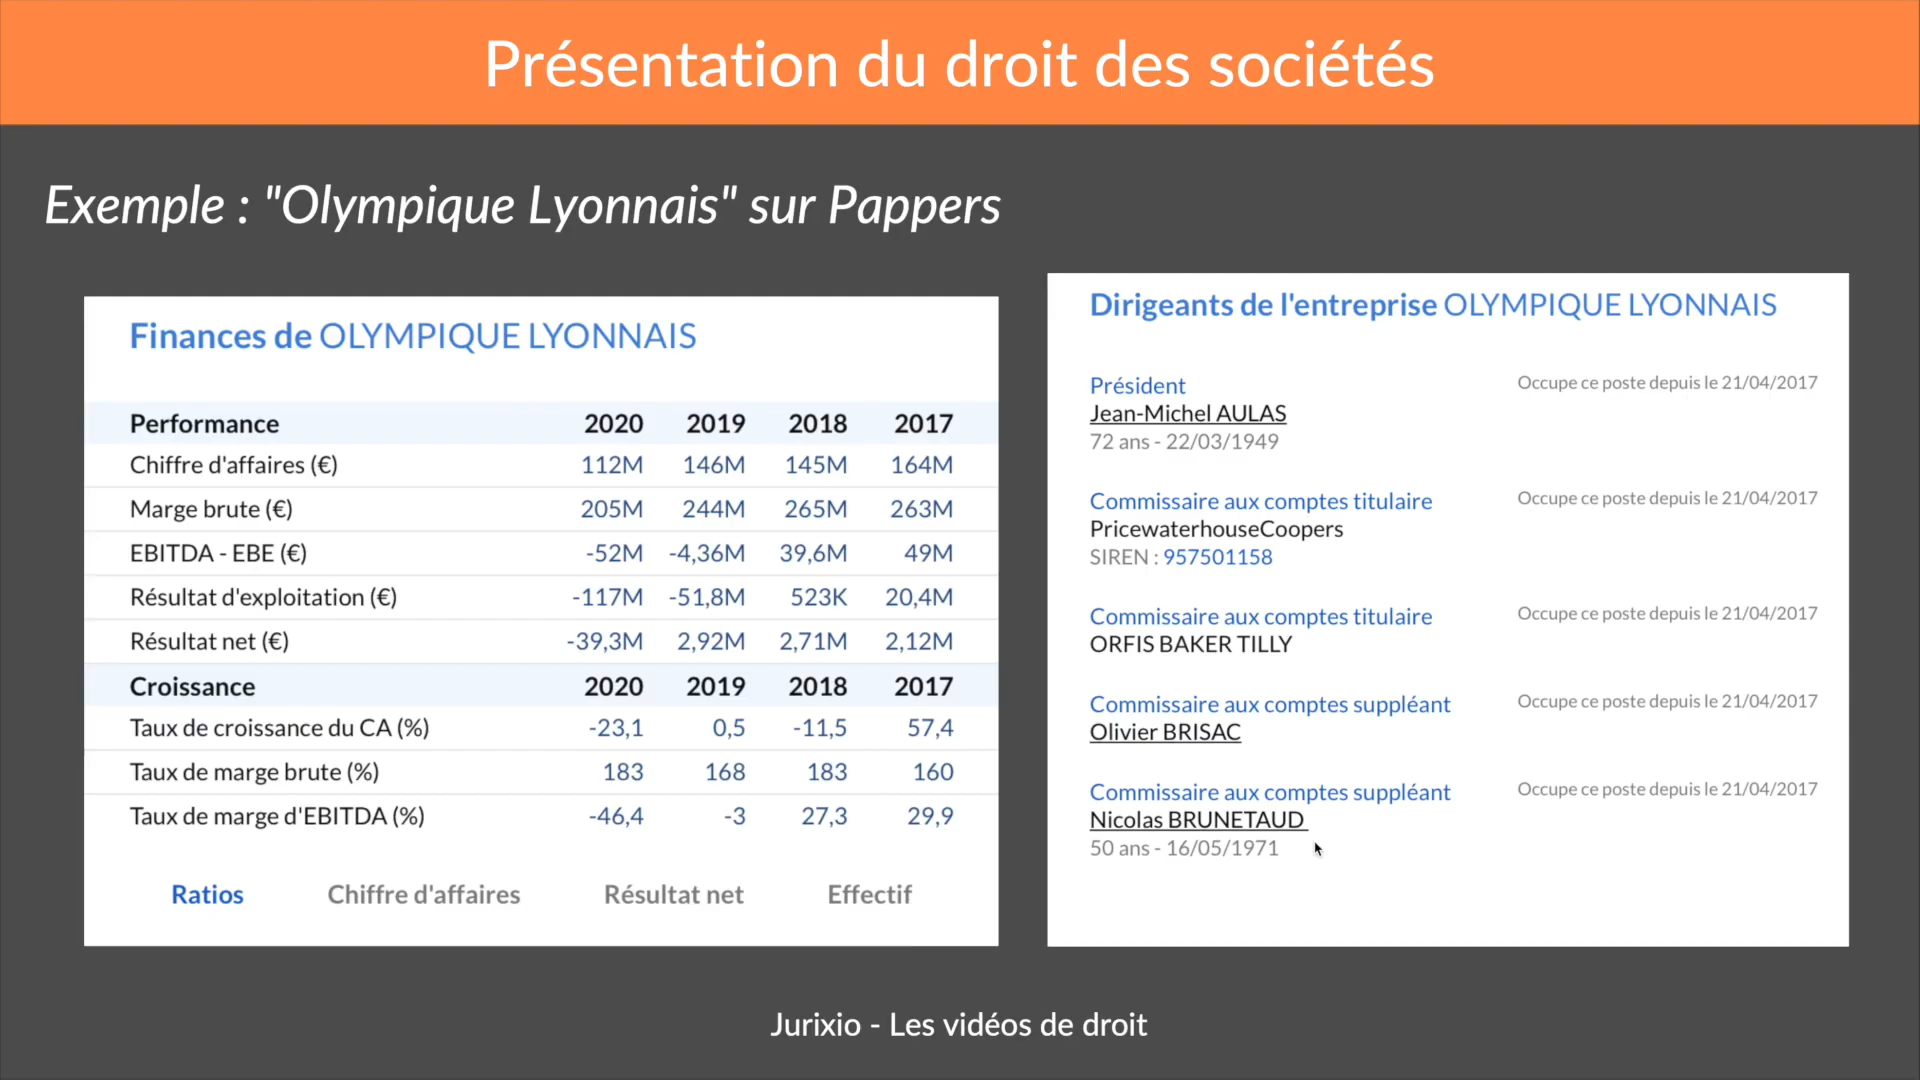 Présentation du droit des sociétés
Exemple : "Olympique Lyonnais" sur Pappers
Finances de OLYMPIQUE LYONNAIS
Performance 2020 2019 2018 2017
Chiffre d'affaires (€) 112M 146M 145M 164M
Marge brute (€) 205M 244M 265M 263M
EBITDA - EBE (€) -52M -4,36M 39,6M 49M
Résultat d'exploitation (€) -117M -51,8M 523K 20,4M
Résultat net (€) -39,3M 2,92M 2,71M 2,12M
Croissance 2020 2019 2018 2017
Taux de croissance du CA (%) -23,1 0,5 -11,5 57,4
Taux de marge brute (%) 183 168 183 160
Taux de marge d'EBITDA (%) -46,4 -3 27,3 29,9
Ratios Chiffre d'affaires Résultat net Effectif
Dirigeants de l'entreprise OLYMPIQUE LYONNAIS
Président Occupe ce poste depuis le 21/04/2017
Jean-Michel AULAS
72 ans - 22/03/1949
Commissaire aux comptes titulaire Occupe ce poste depuis le 21/04/2017
PricewaterhouseCoopers
SIREN : 957501158
Commissaire aux comptes titulaire Occupe ce poste depuis le 21/04/2017
ORFIS BAKER TILLY
Commissaire aux comptes suppléant Occupe ce poste depuis le 21/04/2017
Olivier BRISAC
Commissaire aux comptes suppléant Occupe ce poste depuis le 21/04/2017
Nicolas BRUNETAUD
50 ans - 16/05/1971
Jurixio - Les vidéos de droit